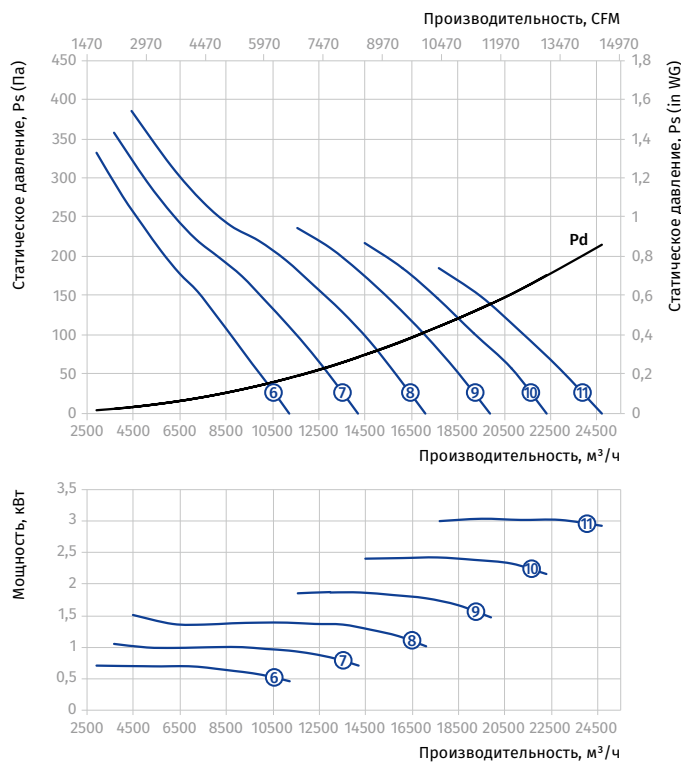 Производительность, CFM
1470 2970 4470 5970 7470 8970 10470 11970 13470 14970
Статическое давление, Ps (Па)
Статическое давление, Ps (in WG)
450 1,8
400 1,6
350 1,4
300 1,2
250 1
200 0,8
150 0,6
100 0,4
50 0,2
0 0
Pd
6 7 8 9 10 11
2500 4500 6500 8500 10500 12500 14500 16500 18500 20500 22500 24500
Производительность, м³/ч
Мощность, кВт
3,5
3
2,5
2
1,5
1
0,5
0
11
10
9
8
7
6
2500 4500 6500 8500 10500 12500 14500 16500 18500 20500 22500 24500
Производительность, м³/ч